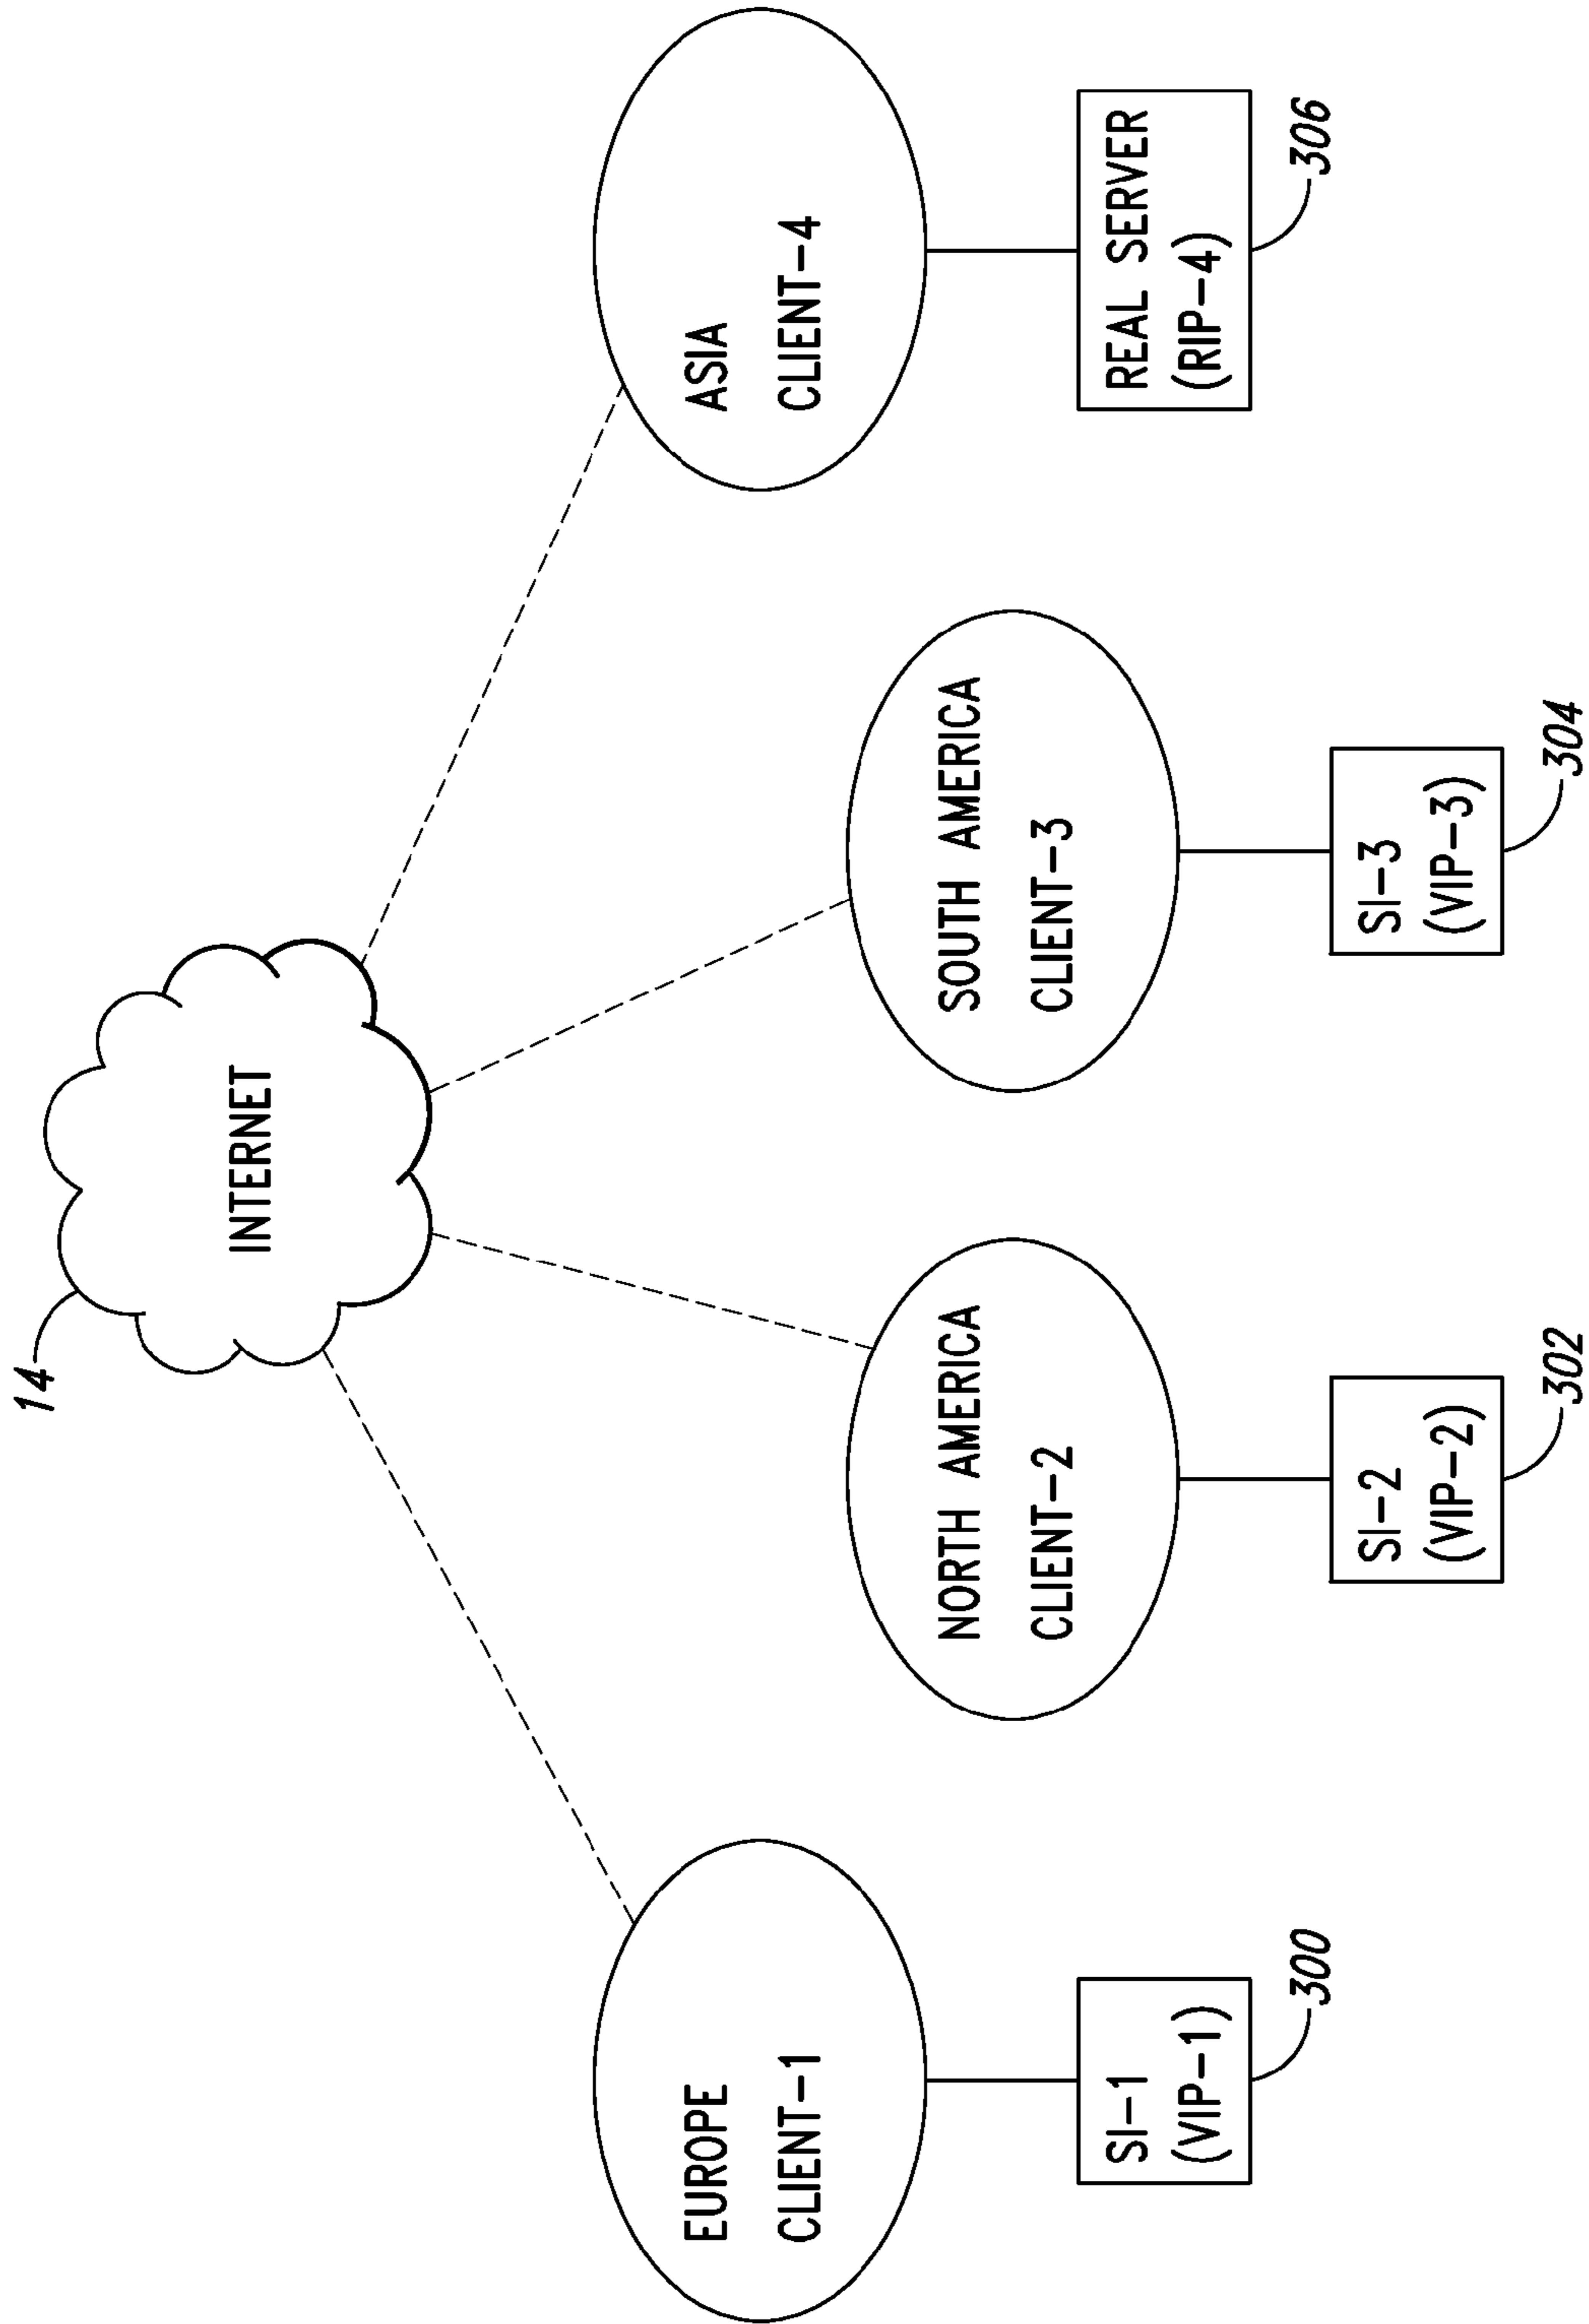 14
INTERNET
EUROPE
CLIENT-1
SI-1
(VIP-1)
300
NORTH AMERICA
CLIENT-2
SI-2
(VIP-2)
302
SOUTH AMERICA
CLIENT-3
SI-3
(VIP-3)
304
ASIA
CLIENT-4
REAL SERVER
(RIP-4)
306